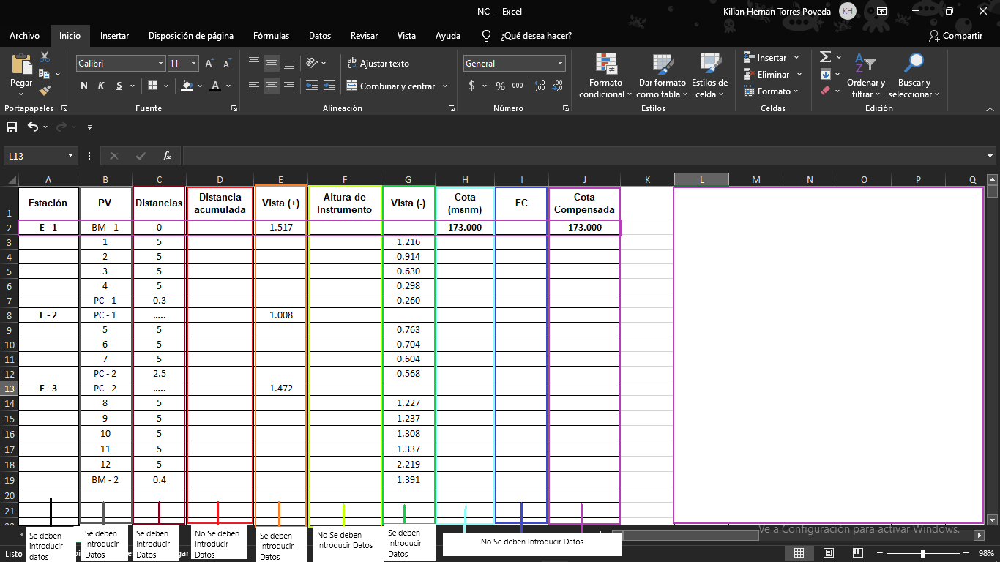 NC - Excel
Kilian Hernan Torres Poveda KH
Archivo Inicio Insertar Disposición de página Fórmulas Datos Revisar Vista Ayuda ¿Qué desea hacer? Compartir
Pegar
Calibri 11 A A
N K S A
ab Ajustar texto
Combinar y centrar
General
$ % 000
Formato condicional
Dar formato como tabla
Estilos de celda
Insertar
Eliminar
Formato
Ordenar y filtrar
Buscar y seleccionar
Portapapeles Fuente Alineación Número Estilos Celdas Edición
L13 fx
A B C D E F G H I J K L M N O P Q
1 Estación PV Distancias Distancia acumulada Vista (+) Altura de Instrumento Vista (-) Cota (msnm) EC Cota Compensada
2 E - 1 BM - 1 0 1.517 173.000 173.000
3 1 5 1.216
4 2 5 0.914
5 3 5 0.630
6 4 5 0.298
7 PC - 1 0.3 0.260
8 E - 2 PC - 1 ..... 1.008
9 5 5 0.763
10 6 5 0.704
11 7 5 0.604
12 PC - 2 2.5 0.568
13 E - 3 PC - 2 ..... 1.472
14 8 5 1.227
15 9 5 1.237
16 10 5 1.308
17 11 5 1.337
18 12 5 2.219
19 BM - 2 0.4 1.391
20
21
Se deben
introducir
datos
Se deben
Introducir
Datos
Se deben
Introducir
Datos
No Se deben
Introducir
Datos
Se deben
Introducir
Datos
No Se deben
Introducir Datos
Se deben
Introducir
Datos
No Se deben Introducir Datos
Ve a Configuración para activar Windows.
Listo
98%